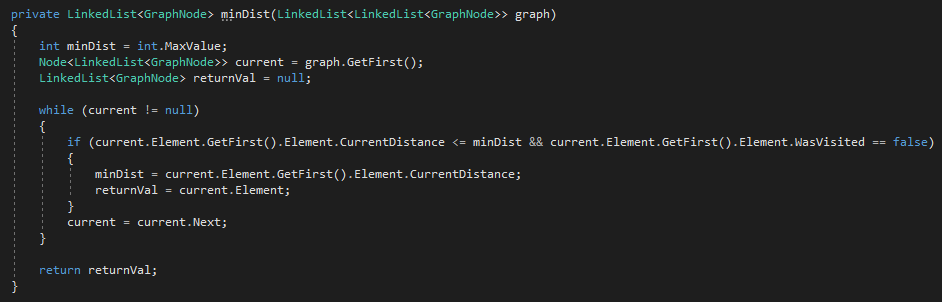 private LinkedList<GraphNode> minDist(LinkedList<LinkedList<GraphNode>> graph)
{
    int minDist = int.MaxValue;
    Node<LinkedList<GraphNode>> current = graph.GetFirst();
    LinkedList<GraphNode> returnVal = null;

    while (current != null)
    {
        if (current.Element.GetFirst().Element.CurrentDistance <= minDist && current.Element.GetFirst().Element.WasVisited == false)
        {
            minDist = current.Element.GetFirst().Element.CurrentDistance;
            returnVal = current.Element;
        }
        current = current.Next;
    }

    return returnVal;
}